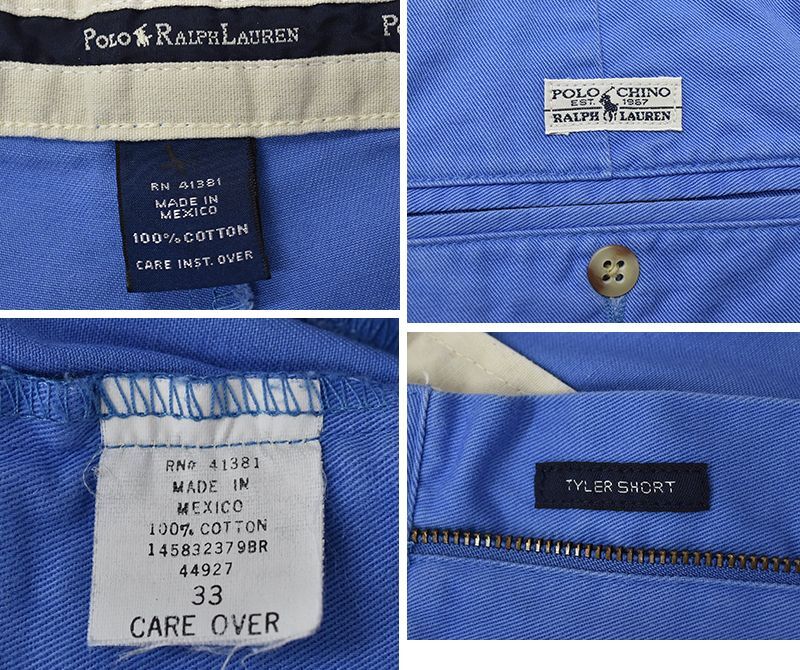 POLO RALPH LAUREN P
RN 41381
MADE IN
MEXICO
100% COTTON
CARE INST. OVER
POLO CHINO
EST. 1967
RALPH LAUREN
RN# 41381
MADE IN
MEXICO
100% COTTON
145832379BR
44927
33
CARE OVER
TYLER SHORT